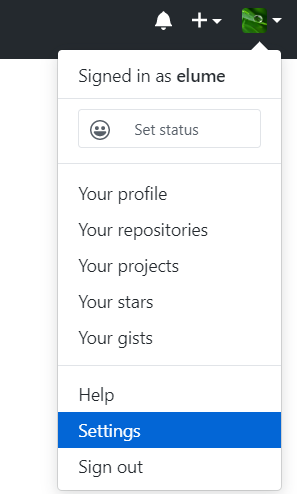 Signed in as elume
Set status
Your profile
Your repositories
Your projects
Your stars
Your gists
Help
Settings
Sign out